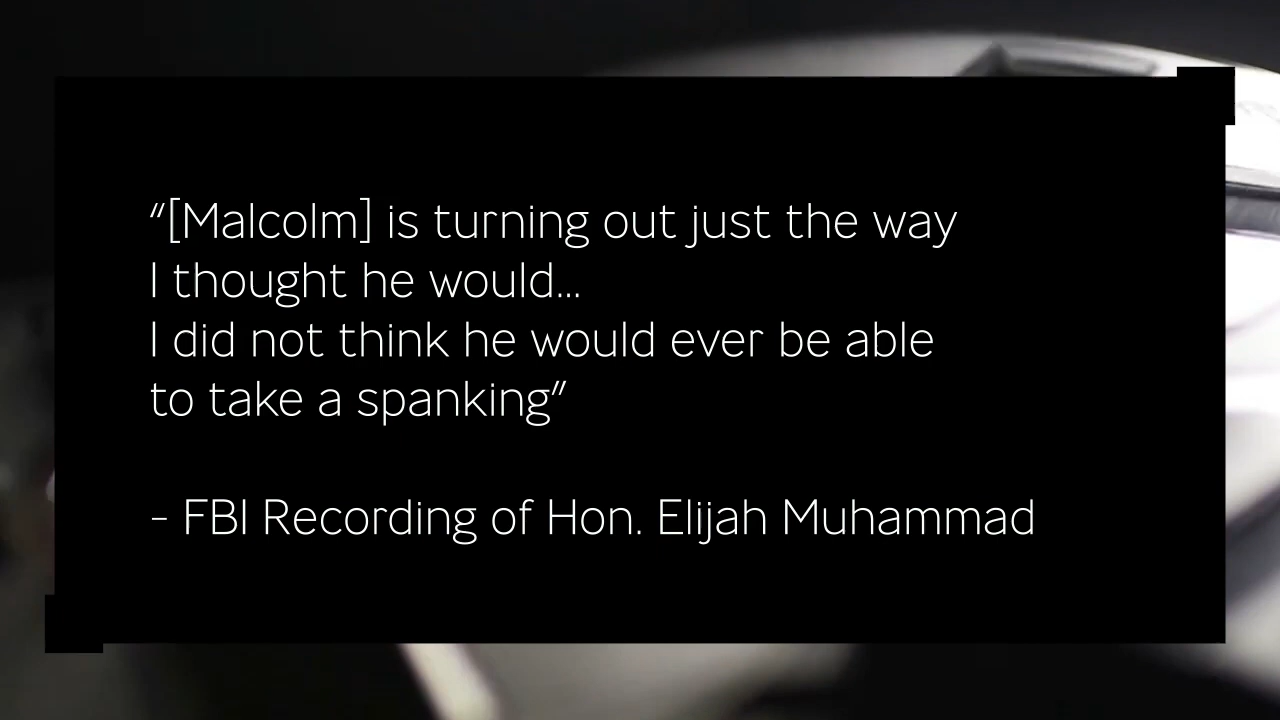 “[Malcolm] is turning out just the way
I thought he would...
I did not think he would ever be able
to take a spanking”
- FBI Recording of Hon. Elijah Muhammad